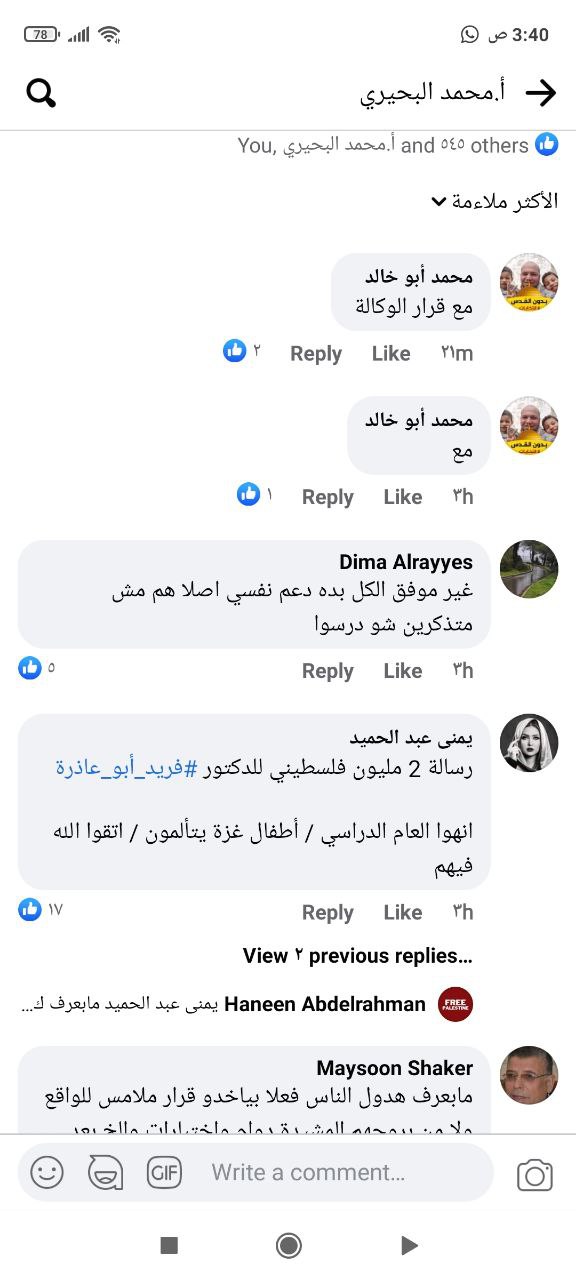 78
3:40 ص
أ.محمد البحيري
You, أ.محمد البحيري and ٥٤٥ others
الأكثر ملاءمة
محمد أبو خالد
مع قرار الوكالة
٢١m Like Reply ٢
محمد أبو خالد
مع
٣h Like Reply ١
Dima Alrayyes
غير موفق الكل بده دعم نفسي اصلا هم مش
متذكرين شو درسوا
٣h Like Reply ٥
يمنى عبد الحميد
رسالة 2 مليون فلسطيني للدكتور #فريد_أبو_عاذرة
انهوا العام الدراسي / أطفال غزة يتألمون / اتقوا الله
فيهم
٣h Like Reply ١٧
View ٢ previous replies...
FREE
PALESTINE
Haneen Abdelrahman يمنى عبد الحميد مابعرف ك...
Maysoon Shaker
مابعرف هدول الناس فعلا بياخدو قرار ملامس للواقع
GIF
Write a comment...